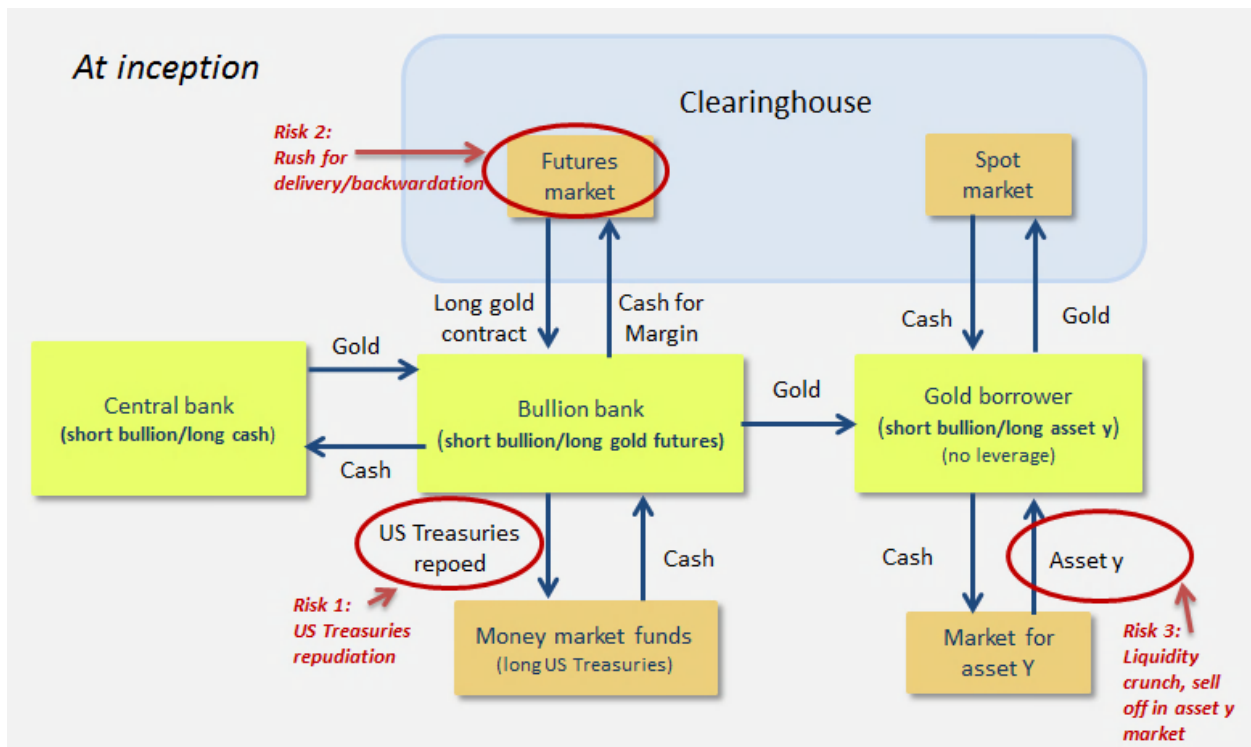 At inception
Clearinghouse
Risk 2:
Rush for
delivery/backwardation
Futures
market
Spot
market
Long gold
contract
Cash for
Margin
Cash
Gold
Gold
Central bank
(short bullion/long cash)
Cash
Bullion bank
(short bullion/long gold futures)
Gold
Gold borrower
(short bullion/long asset y)
(no leverage)
US Treasuries
repoed
Cash
Cash
Asset y
Risk 1:
US Treasuries
repudiation
Money market funds
(long US Treasuries)
Market for
asset Y
Risk 3:
Liquidity
crunch, sell
off in asset y
market